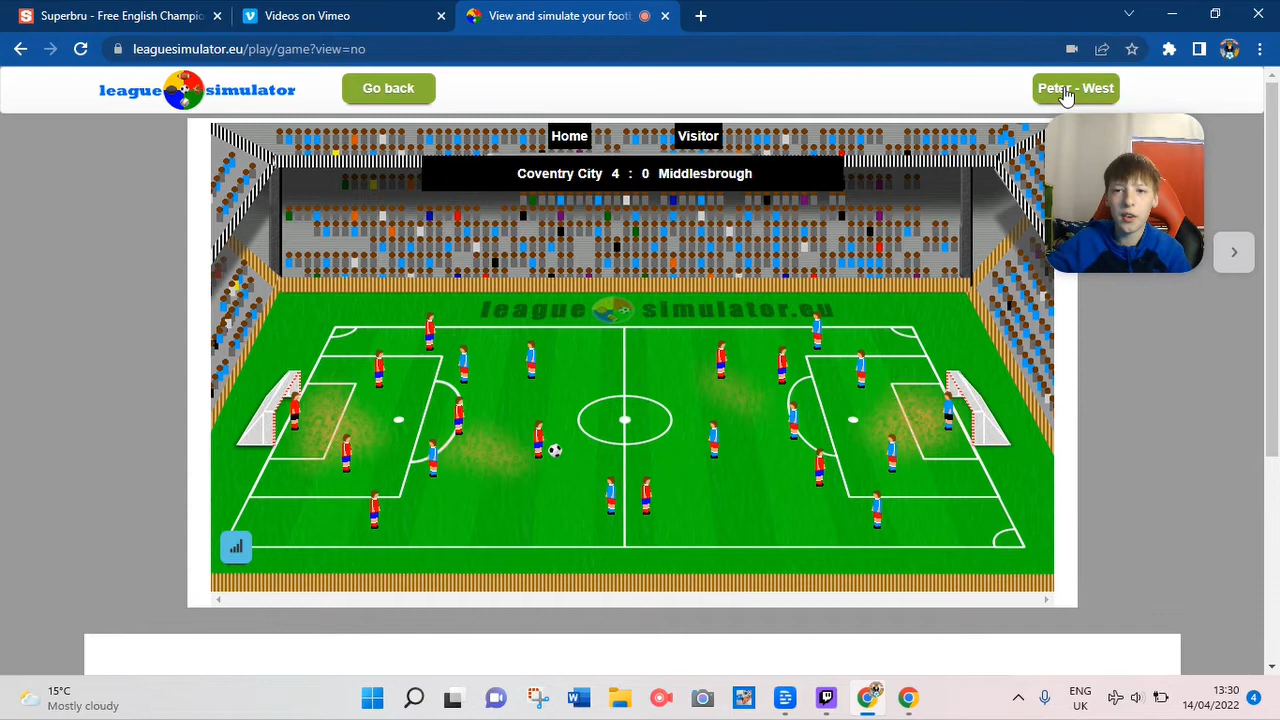 Superbru - Free English Champio
Videos on Vimeo
View and simulate your footl
leaguesimulator.eu/play/game?view=no
league simulator
Go back
Peter - West
Home
Visitor
Coventry City 4 : 0 Middlesbrough
league simulator.eu
15°C
Mostly cloudy
ENG
UK
13:30
14/04/2022
4